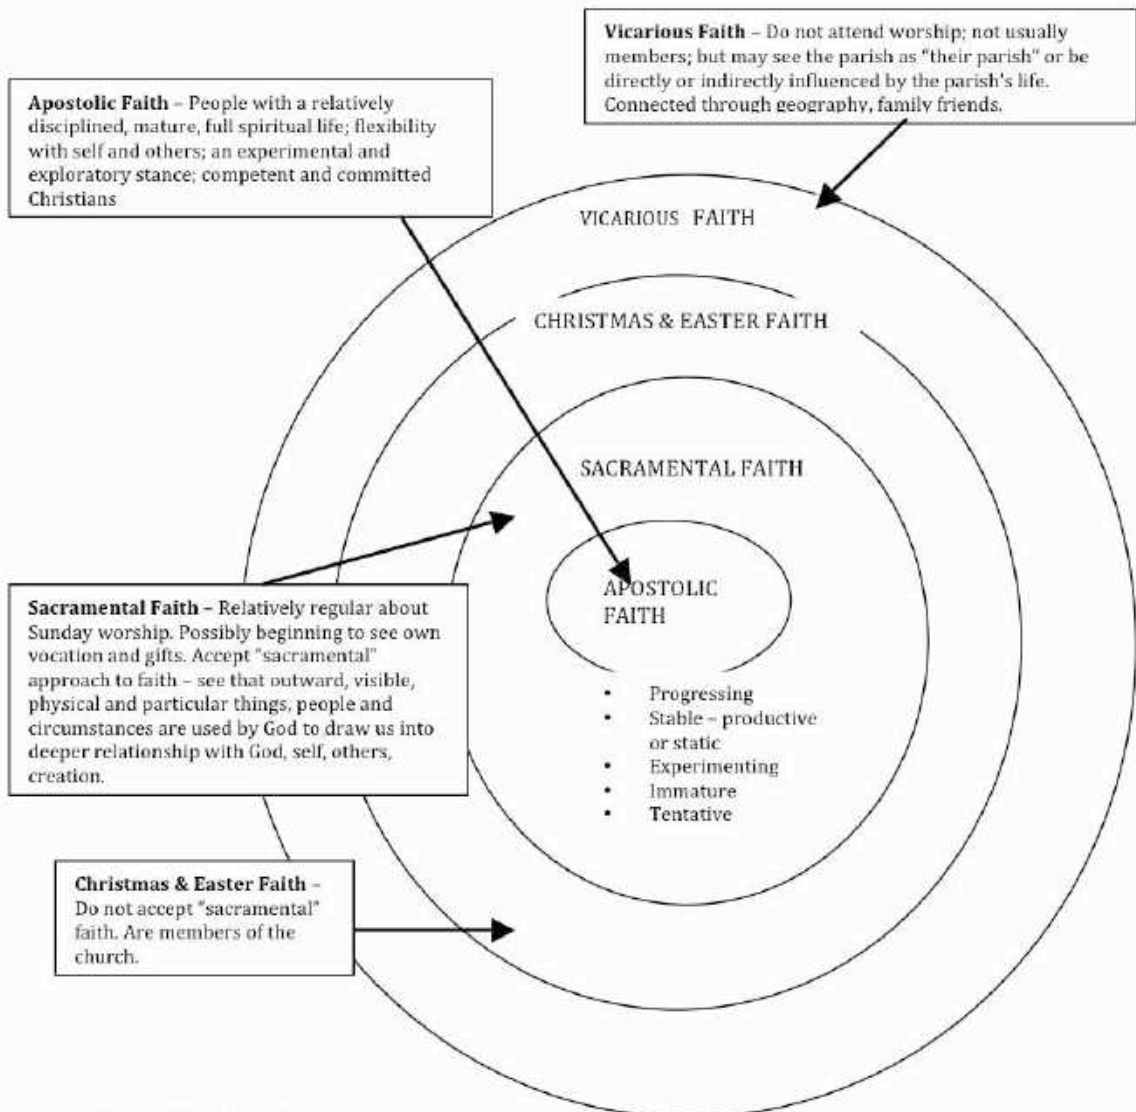 Vicarious Faith – Do not attend worship; not usually
members; but may see the parish as "their parish" or be
directly or indirectly influenced by the parish's life.
Connected through geography, family friends.
Apostolic Faith – People with a relatively
disciplined, mature, full spiritual life; flexibility
with self and others; an experimental and
exploratory stance; competent and committed
Christians
VICARIOUS FAITH
CHRISTMAS & EASTER FAITH
SACRAMENTAL FAITH
APOSTOLIC
FAITH
Sacramental Faith – Relatively regular about
Sunday worship. Possibly beginning to see own
vocation and gifts. Accept "sacramental"
approach to faith – see that outward, visible,
physical and particular things, people and
circumstances are used by God to draw us into
deeper relationship with God, self, others,
creation.
• Progressing
• Stable – productive
or static
• Experimenting
• Immature
• Tentative
Christmas & Easter Faith –
Do not accept "sacramental"
faith. Are members of the
church.